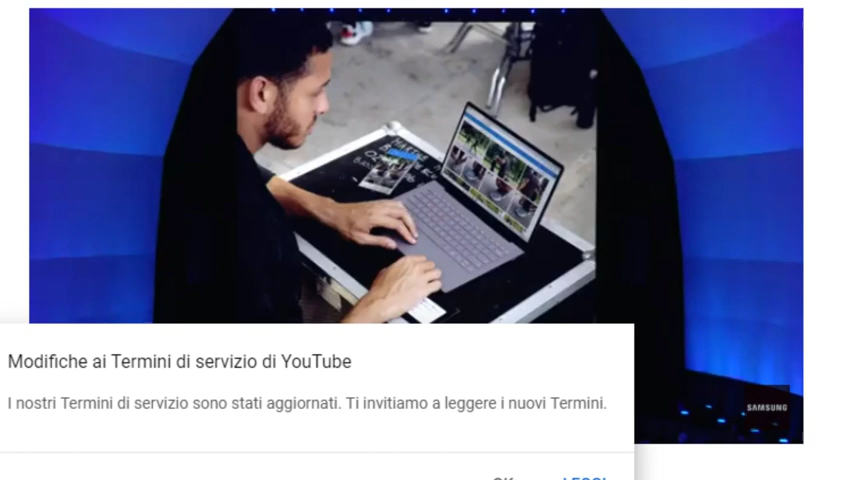 SAMSUNG
Modifiche ai Termini di servizio di YouTube
I nostri Termini di servizio sono stati aggiornati. Ti invitiamo a leggere i nuovi Termini.